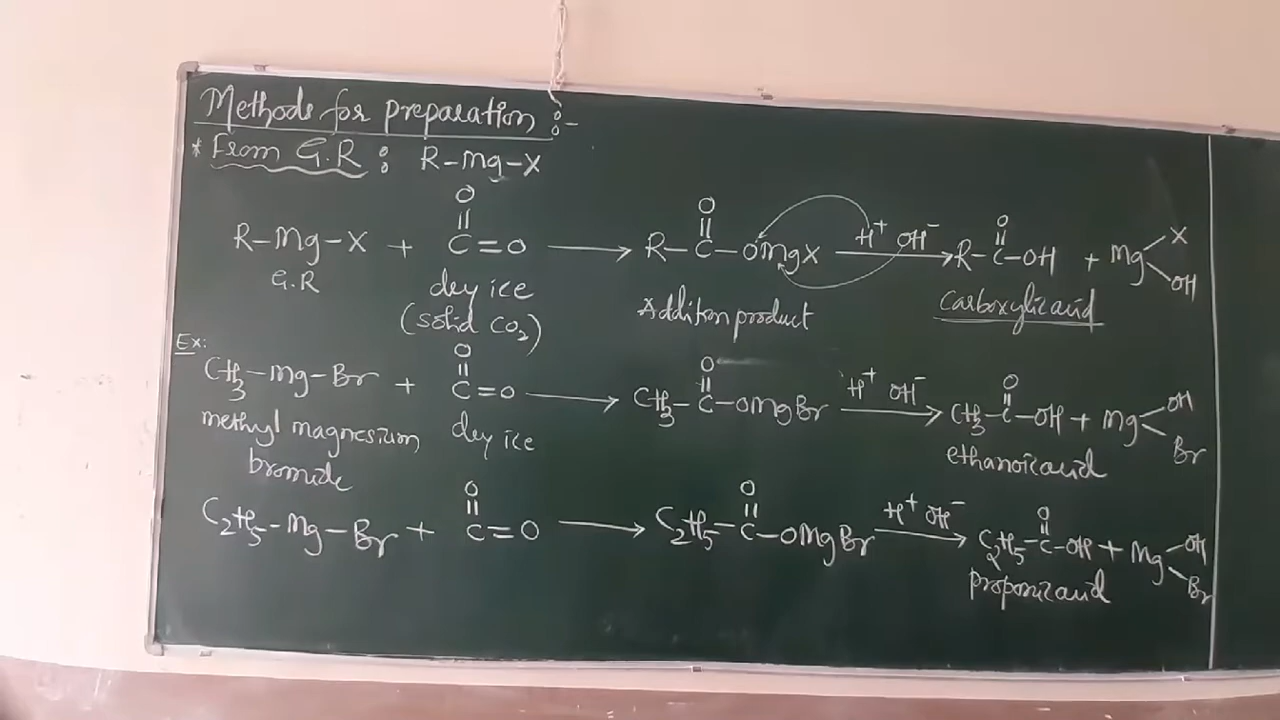 Methods for preparation :-
* From G.R : R-Mg-X
R-Mg-X + O=C=O → R-C(=O)-OMgX H⁺ OH⁻ → R-C(=O)-OH + Mg(X)(OH)
G.R dry ice Addition product Carboxylic acid
(solid CO₂)
Ex:
CH₃-Mg-Br + O=C=O → CH₃-C(=O)-OMgBr H⁺ OH⁻ → CH₃-C(=O)-OH + Mg(OH)(Br)
methyl magnesium dry ice ethanoic acid
bromide
C₂H₅-Mg-Br + O=C=O → C₂H₅-C(=O)-OMgBr H⁺ OH⁻ → C₂H₅-C(=O)-OH + Mg(OH)(Br)
propanoic acid